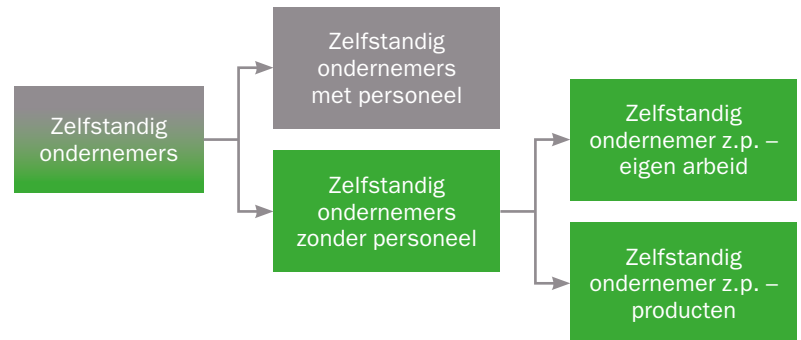 Zelfstandig
ondernemers
Zelfstandig
ondernemers
met personeel
Zelfstandig
ondernemers
zonder personeel
Zelfstandig
ondernemer z.p. –
eigen arbeid
Zelfstandig
ondernemer z.p. –
producten